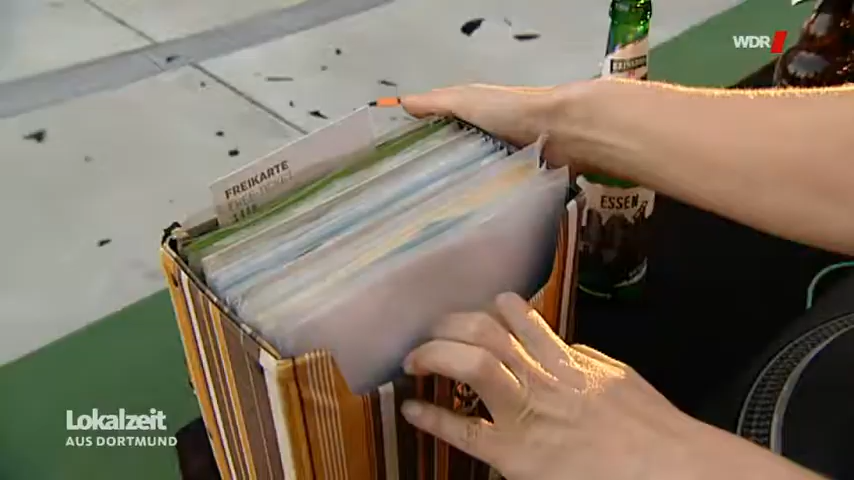 WDR
FREIKARTE
FREE-TICKET
ESSEN
Lokalzeit
AUS DORTMUND